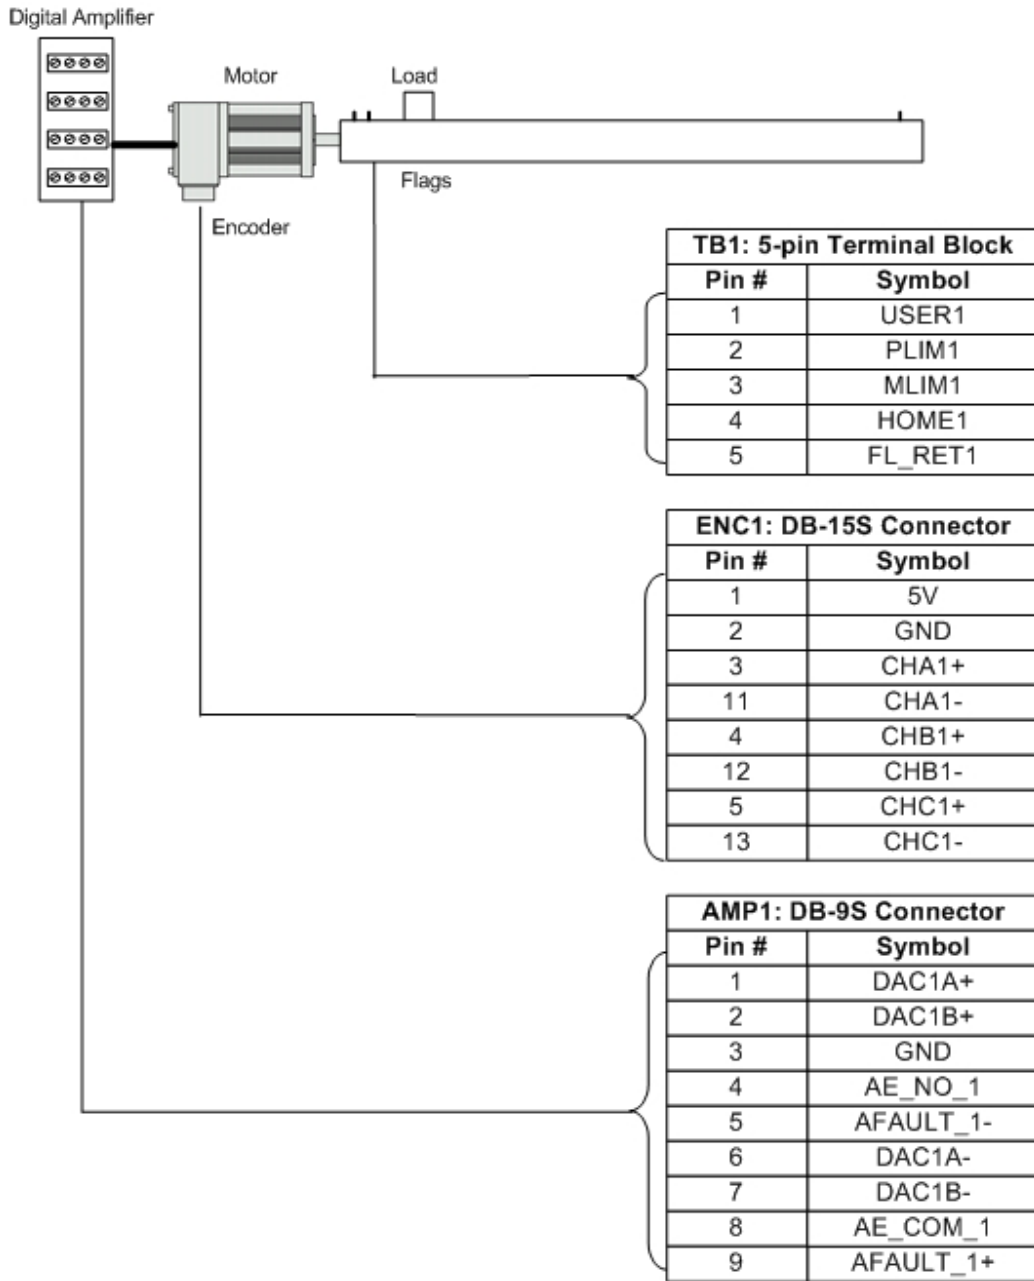 Digital Amplifier
Motor
Load
Flags
Encoder
TB1: 5-pin Terminal Block
Pin # Symbol
1 USER1
2 PLIM1
3 MLIM1
4 HOME1
5 FL_RET1
ENC1: DB-15S Connector
Pin # Symbol
1 5V
2 GND
3 CHA1+
11 CHA1-
4 CHB1+
12 CHB1-
5 CHC1+
13 CHC1-
AMP1: DB-9S Connector
Pin # Symbol
1 DAC1A+
2 DAC1B+
3 GND
4 AE_NO_1
5 AFAULT_1-
6 DAC1A-
7 DAC1B-
8 AE_COM_1
9 AFAULT_1+